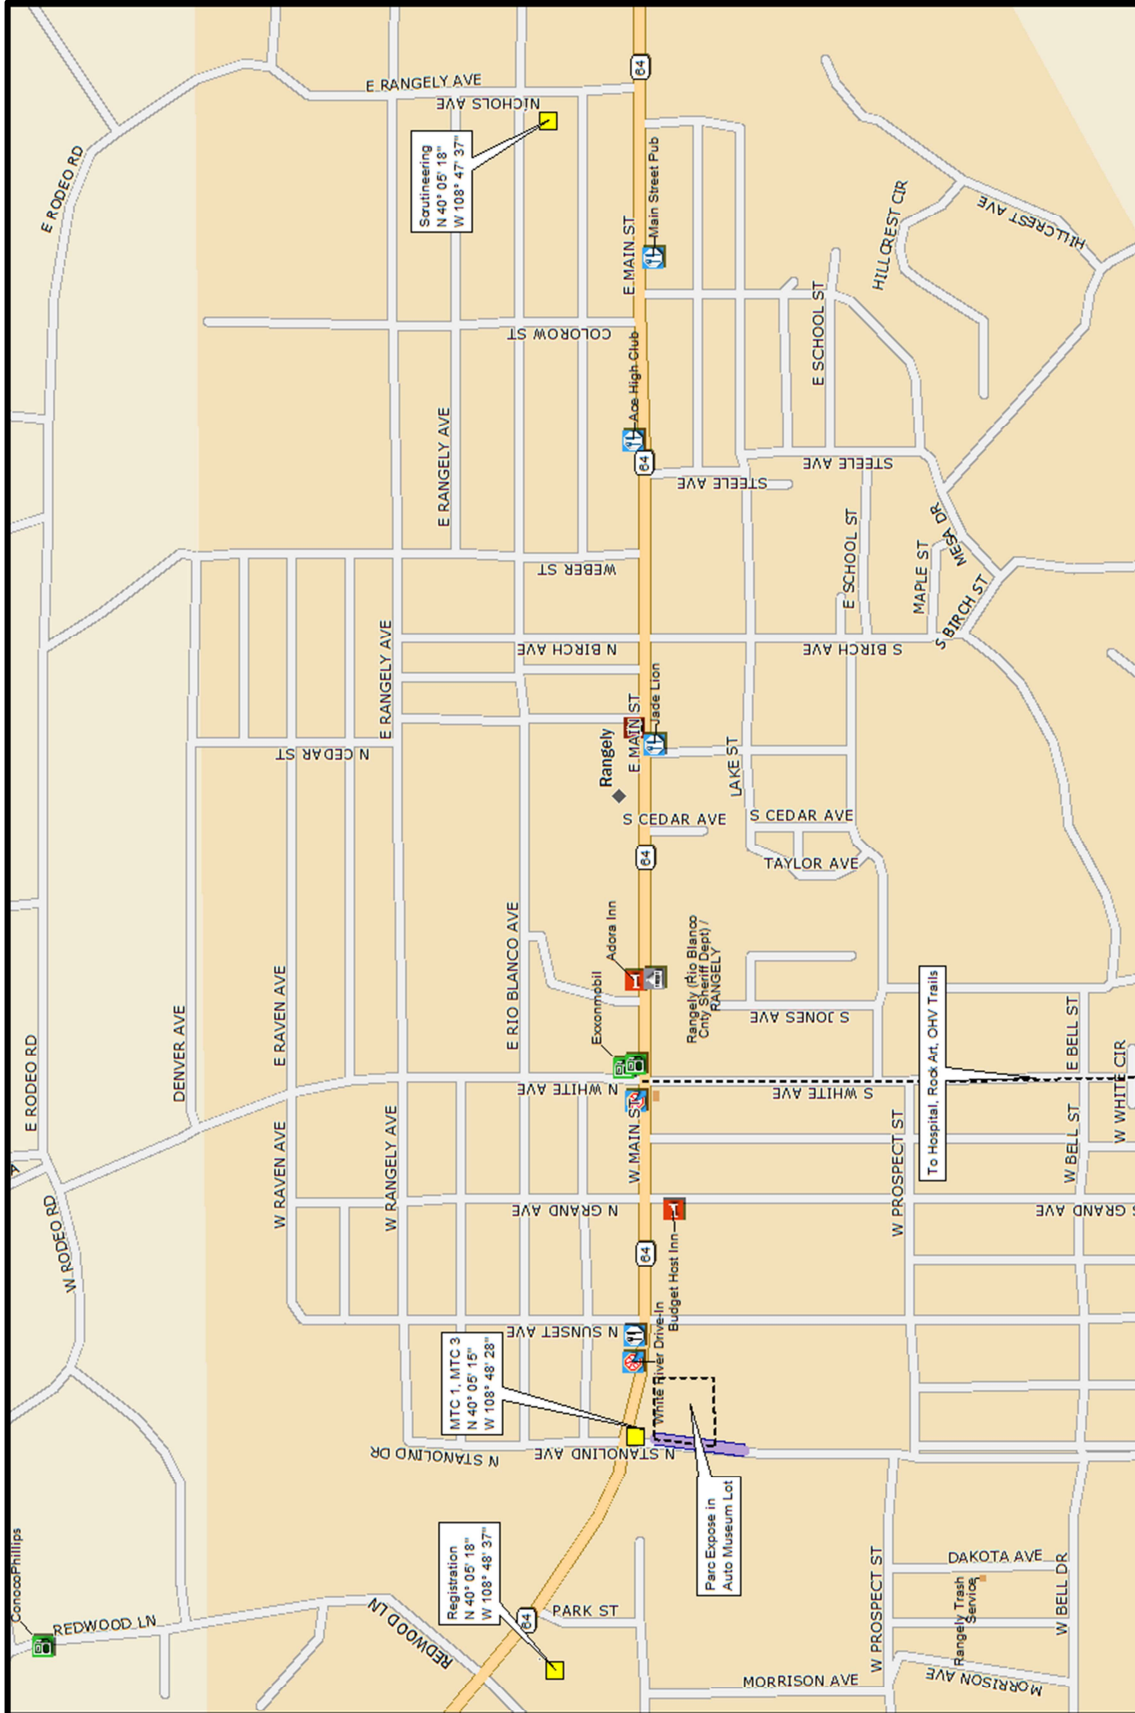 ConocoPhillips
REDWOOD LN
REDWOOD LN
Registration
N 40° 05' 18"
W 108° 48' 37"
64
PARK ST
MORRISON AVE
W PROSPECT ST
MORRISON AVE
Rangely Trash
Service
DAKOTA AVE
W BELL DR
N STANOLIND DR
N STANOLIND AVE
MTC 1, MTC 3
N 40° 05' 15"
W 108° 48' 28"
Parc Expose in
Auto Museum Lot
White River Drive-In
Budget Host Inn
N SUNSET AVE
64
W RODEO RD
W RAVEN AVE
W RANGELY AVE
N GRAND AVE
W MAIN ST
W PROSPECT ST
W BELL ST
S GRAND AVE
E RODEO RD
DENVER AVE
E RAVEN AVE
E RIO BLANCO AVE
N WHITE AVE
Exxonmobil
Adora Inn
Rangely (Rio Blanco
Cnty Sheriff Dept) /
RANGELY
S WHITE AVE
S JONES AVE
To Hospital, Rock Art, OHV Trails
E BELL ST
W WHITE CIR
64
Rangely
E MAIN ST
Jade Lion
S CEDAR AVE
S CEDAR AVE
TAYLOR AVE
LAKE ST
N CEDAR ST
E RANGELY AVE
N BIRCH AVE
S BIRCH AVE
S BIRCH ST
WEBER ST
E RANGELY AVE
MAPLE ST
MESA DR
E SCHOOL ST
STEELE AVE
STEELE AVE
64
Ace High Club
COLOROW ST
E MAIN ST
Main Street Pub
E SCHOOL ST
HILLCREST CIR
HILLCREST AVE
E RODEO RD
Scrutineering
N 40° 05' 18"
W 108° 47' 37"
E RANGELY AVE
NICHOLS AVE
64